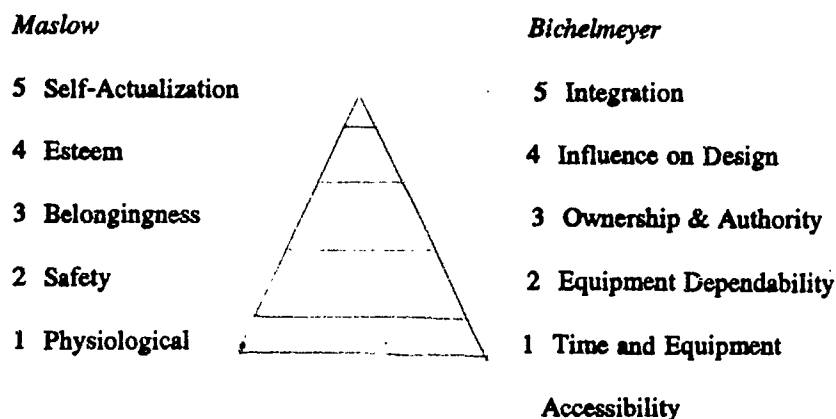 Maslow
5 Self-Actualization
4 Esteem
3 Belongingness
2 Safety
1 Physiological
Bichelmeyer
5 Integration
4 Influence on Design
3 Ownership & Authority
2 Equipment Dependability
1 Time and Equipment
Accessibility